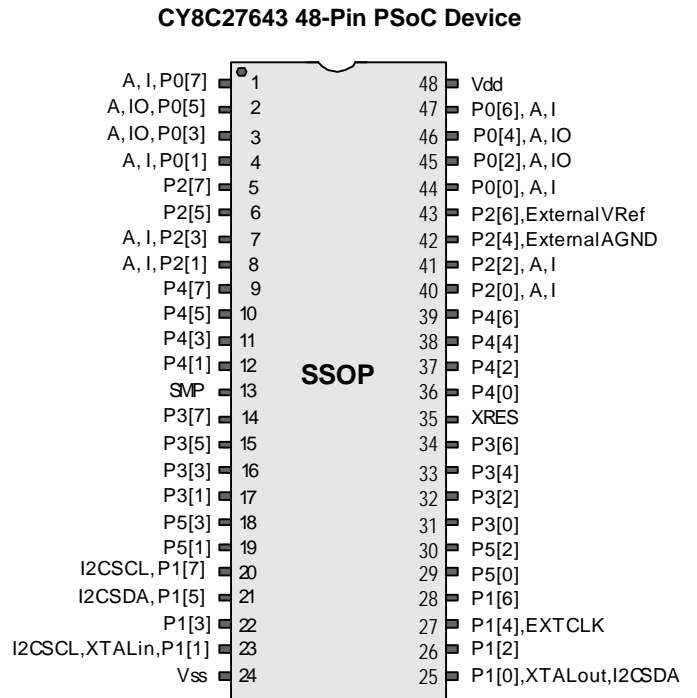 CY8C27643 48-Pin PSoC Device
A, I, P0[7] 1
A, IO, P0[5] 2
A, IO, P0[3] 3
A, I, P0[1] 4
P2[7] 5
P2[5] 6
A, I, P2[3] 7
A, I, P2[1] 8
P4[7] 9
P4[5] 10
P4[3] 11
P4[1] 12
SMP 13
P3[7] 14
P3[5] 15
P3[3] 16
P3[1] 17
P5[3] 18
P5[1] 19
I2CSCL, P1[7] 20
I2CSDA, P1[5] 21
P1[3] 22
I2CSCL, XTALin, P1[1] 23
Vss 24
SSOP
48 Vdd
47 P0[6], A, I
46 P0[4], A, IO
45 P0[2], A, IO
44 P0[0], A, I
43 P2[6], External VRef
42 P2[4], External AGND
41 P2[2], A, I
40 P2[0], A, I
39 P4[6]
38 P4[4]
37 P4[2]
36 P4[0]
35 XRES
34 P3[6]
33 P3[4]
32 P3[2]
31 P3[0]
30 P5[2]
29 P5[0]
28 P1[6]
27 P1[4], EXTCLK
26 P1[2]
25 P1[0], XTALout, I2CSDA